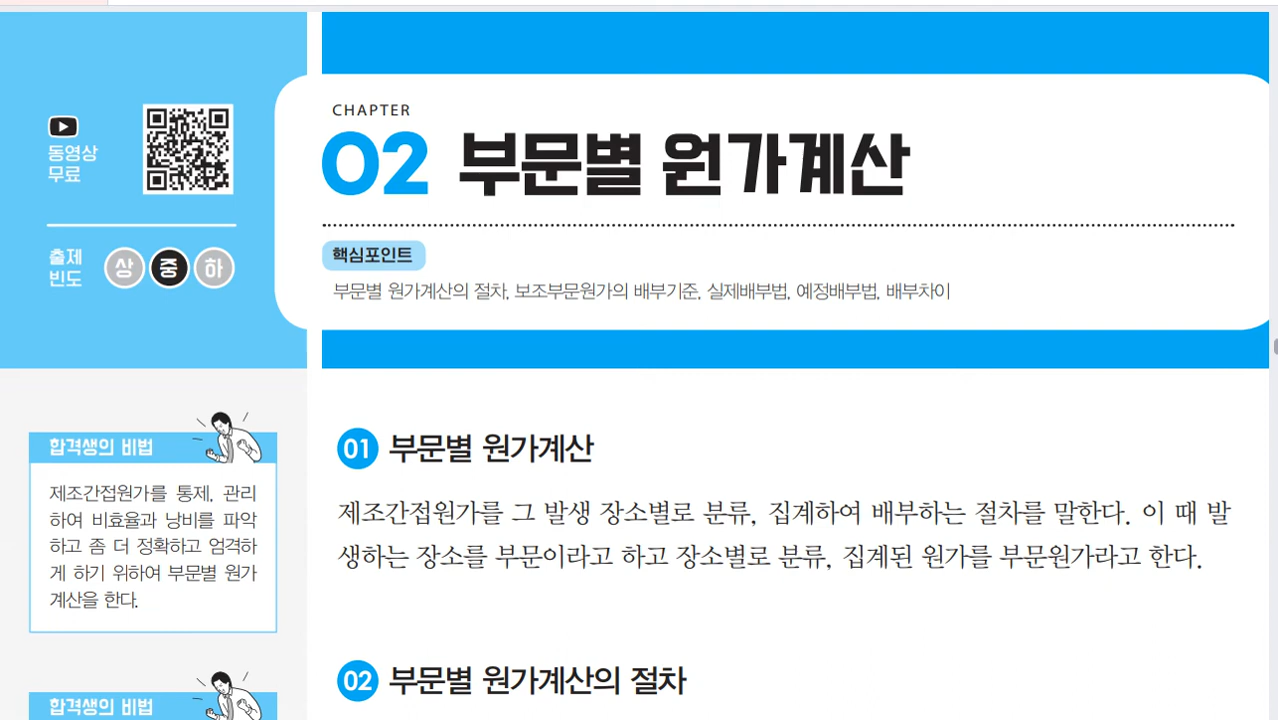 동영상
무료
출제
빈도
상 중 하
CHAPTER
02 부문별 원가계산
핵심포인트
부문별 원가계산의 절차, 보조부문원가의 배부기준, 실제배부법, 예정배부법, 배부차이
합격생의 비법
제조간접원가를 통제, 관리
하여 비효율과 낭비를 파악
하고 좀 더 정확하고 엄격하
게 하기 위하여 부문별 원가
계산을 한다.
합격생의 비법
01 부문별 원가계산
제조간접원가를 그 발생 장소별로 분류, 집계하여 배부하는 절차를 말한다. 이 때 발
생하는 장소를 부문이라고 하고 장소별로 분류, 집계된 원가를 부문원가라고 한다.
02 부문별 원가계산의 절차